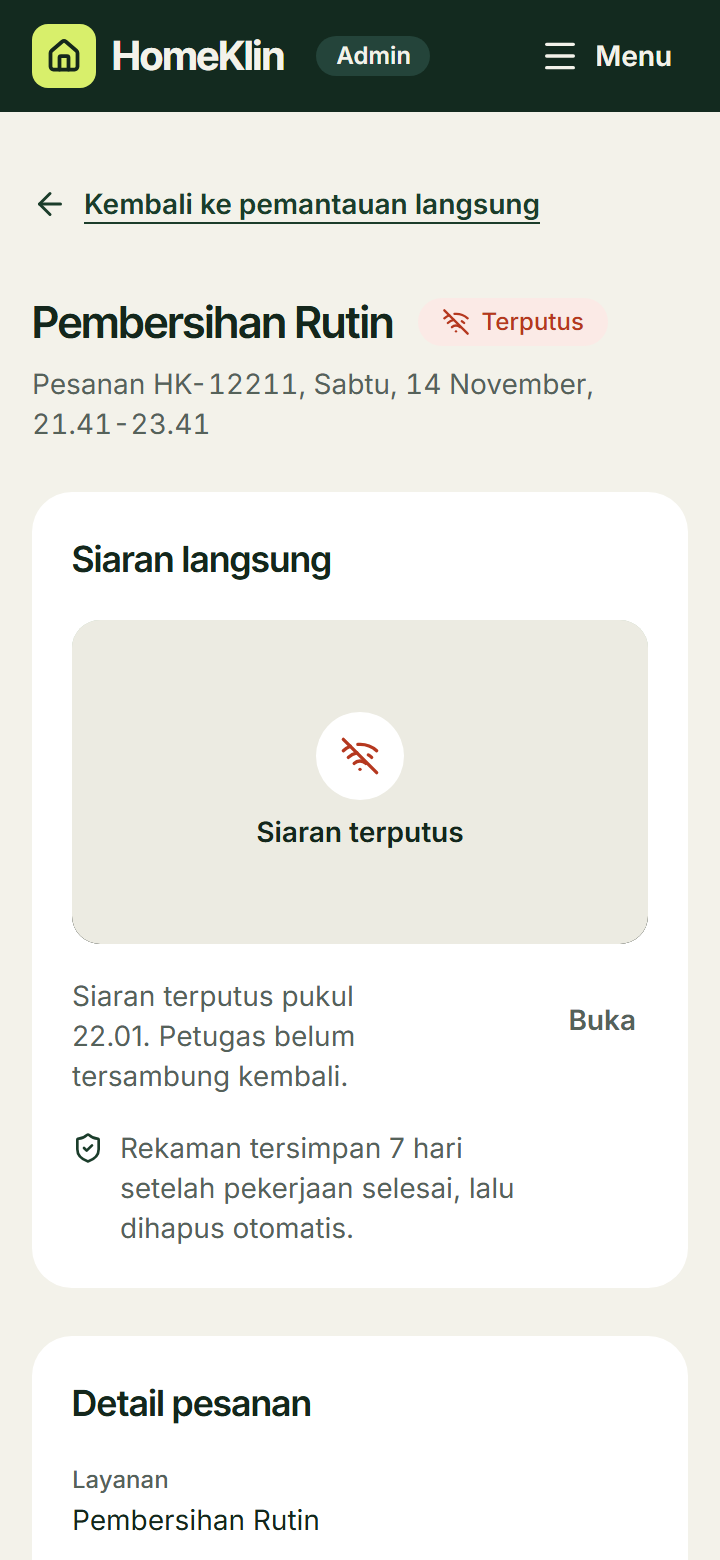 HomeKlin
Admin
Menu
Kembali ke pemantauan langsung
Pembersihan Rutin
Terputus
Pesanan HK-12211, Sabtu, 14 November,
21.41-23.41
Siaran langsung
Siaran terputus
Siaran terputus pukul
22.01. Petugas belum
tersambung kembali.
Buka
Rekaman tersimpan 7 hari
setelah pekerjaan selesai, lalu
dihapus otomatis.
Detail pesanan
Layanan
Pembersihan Rutin